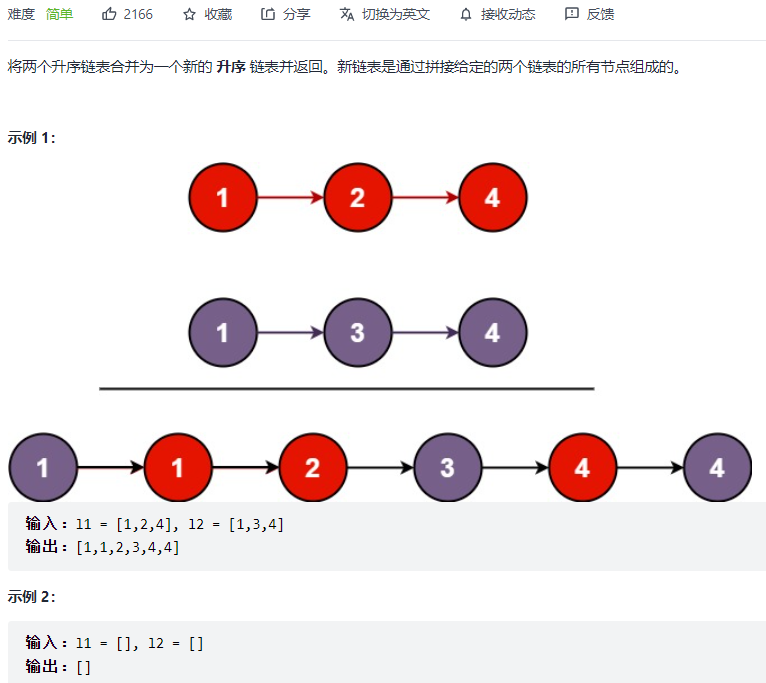 难度 简单 2166 收藏 分享 切换为英文 接收动态 反馈
将两个升序链表合并为一个新的 升序 链表并返回。新链表是通过拼接给定的两个链表的所有节点组成的。
示例 1：
1 2 4
1 3 4
1 1 2 3 4 4
输入：l1 = [1,2,4], l2 = [1,3,4]
输出：[1,1,2,3,4,4]
示例 2：
输入：l1 = [], l2 = []
输出：[]